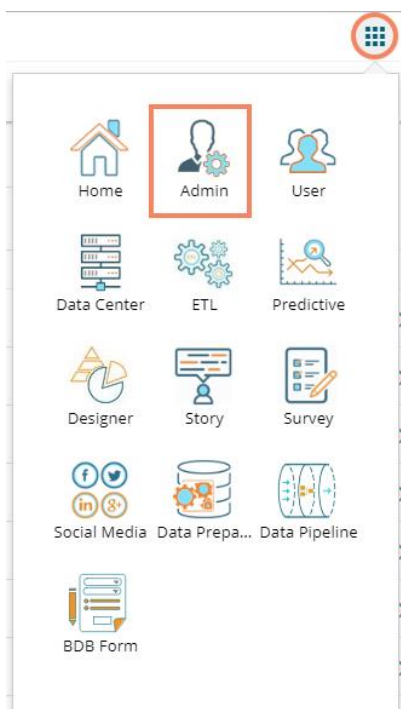 Home Admin User
Data Center ETL Predictive
Designer Story Survey
Social Media Data Prepa... Data Pipeline
BDB Form